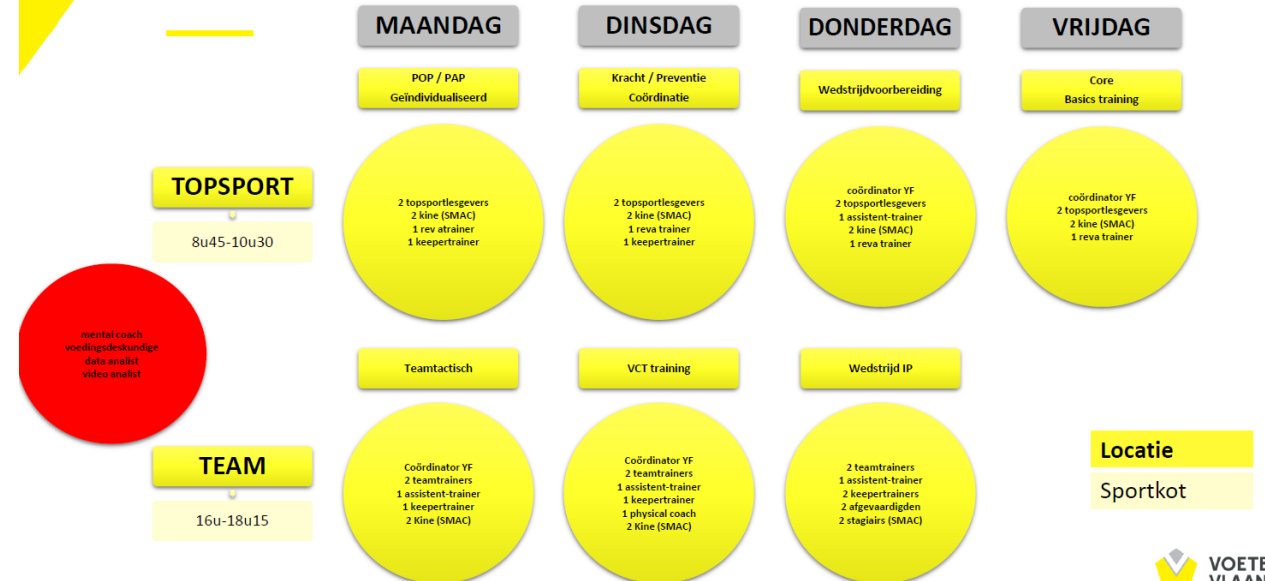 MAANDAG
DINSDAG
DONDERDAG
VRIJDAG
POP / PAP
Geïndividualiseerd
Kracht / Preventie
Coördinatie
Wedstrijdvoorbereiding
Core
Basics training
TOPSPORT
8u45-10u30
2 topsportlesgevers
2 kine (SMAC)
1 rev atrainer
1 keepertrainer
2 topsportlesgevers
2 kine (SMAC)
1 reva trainer
1 keepertrainer
coördinator YF
2 topsportlesgevers
1 assistent-trainer
2 kine (SMAC)
1 reva trainer
coördinator YF
2 topsportlesgevers
2 kine (SMAC)
1 reva trainer
mental coach
voedingsdeskundige
data analist
video analist
Teamtactisch
VCT training
Wedstrijd IP
TEAM
16u-18u15
Coördinator YF
2 teamtrainers
1 assistent-trainer
1 keepertrainer
2 Kine (SMAC)
Coördinator YF
2 teamtrainers
1 assistent-trainer
1 keepertrainer
1 physical coach
2 Kine (SMAC)
2 teamtrainers
1 assistent-trainer
2 keepertrainers
2 afgevaardigden
2 stagiairs (SMAC)
Locatie
Sportkot